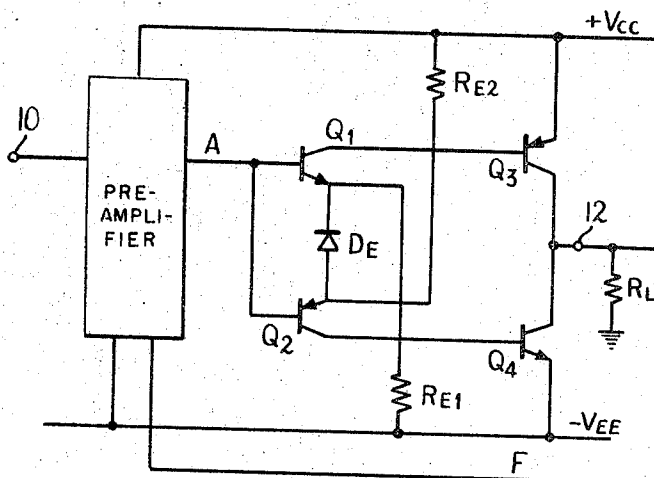 +VCC
10
RE2
A
Q1
Q3
PRE-
AMPLI-
FIER
12
DE
RL
Q2
Q4
RE1
-VEE
F